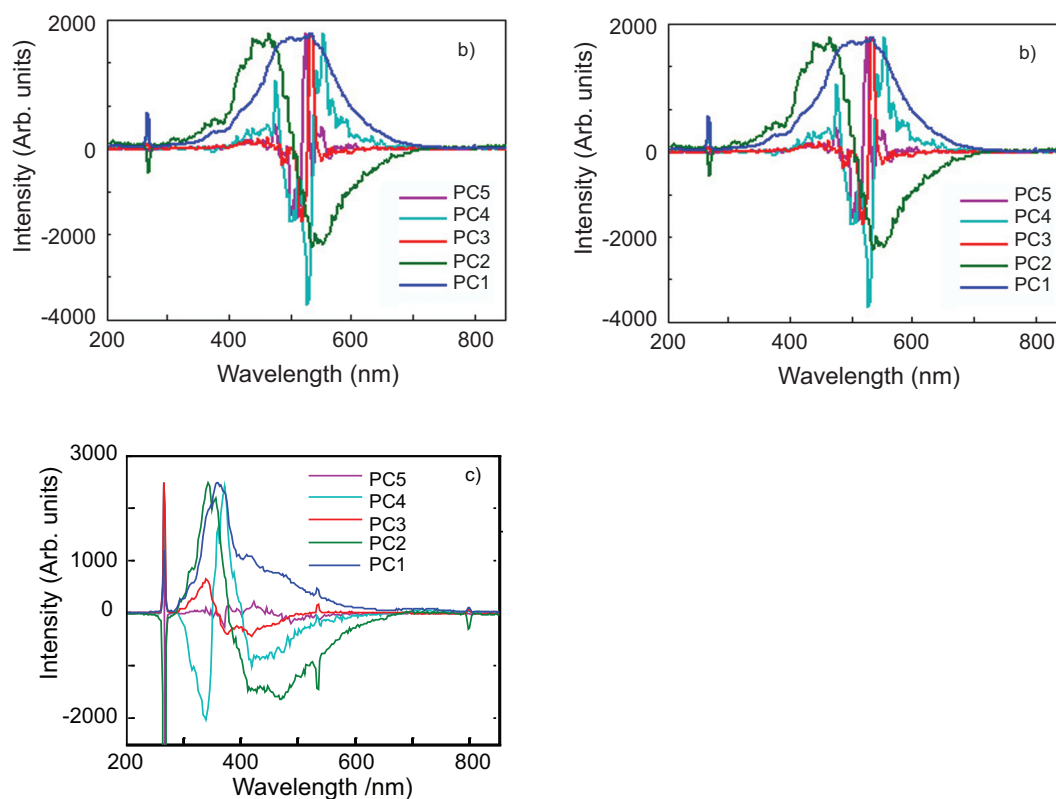 2000
b)
Intensity (Arb. units)
0
-2000
-4000
PC5
PC4
PC3
PC2
PC1
200
400
600
800
Wavelength (nm)
2000
b)
Intensity (Arb. units)
0
-2000
-4000
PC5
PC4
PC3
PC2
PC1
200
400
600
800
Wavelength (nm)
3000
c)
Intensity (Arb. units)
1000
0
-2000
PC5
PC4
PC3
PC2
PC1
200
400
600
800
Wavelength /nm)